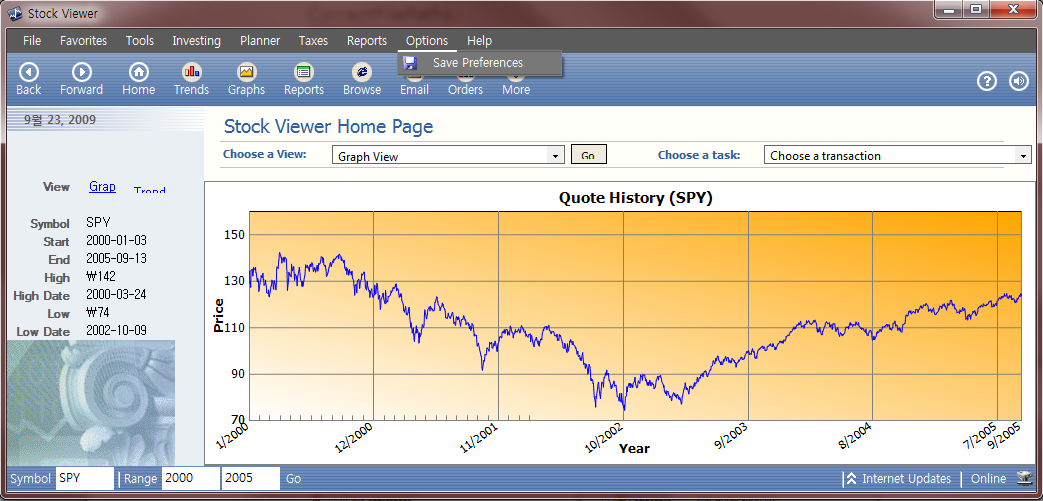 Stock Viewer
File Favorites Tools Investing Planner Taxes Reports Options Help
Save Preferences
Back Forward Home Trends Graphs Reports Browse Email Orders More
9월 23, 2009
Stock Viewer Home Page
Choose a View: Graph View Go Choose a task: Choose a transaction
View Grap Trend
Symbol SPY
Start 2000-01-03
End 2005-09-13
High ₩142
High Date 2000-03-24
Low ₩74
Low Date 2002-10-09
Quote History (SPY)
150
130
110
90
70
Price
1/2000 12/2000 11/2001 10/2002 9/2003 8/2004 7/2005 9/2005
Year
Symbol SPY Range 2000 2005 Go Internet Updates Online